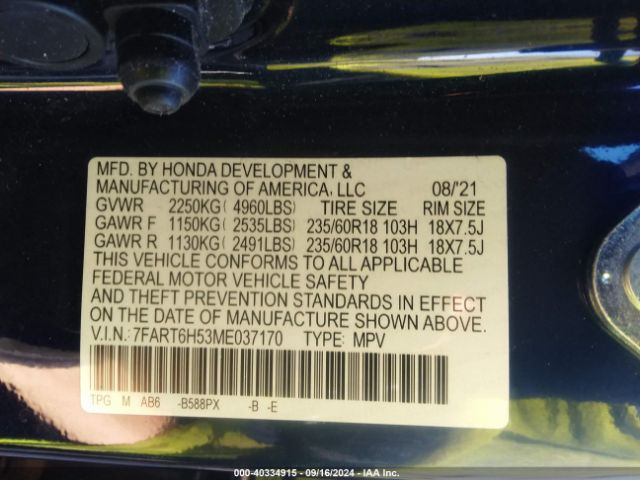 MFD. BY HONDA DEVELOPMENT &
MANUFACTURING OF AMERICA, LLC 08/'21
GVWR 2250KG( 4960LBS) TIRE SIZE RIM SIZE
GAWR F 1150KG( 2535LBS) 235/60R18 103H 18X7.5J
GAWR R 1130KG( 2491LBS) 235/60R18 103H 18X7.5J
THIS VEHICLE CONFORMS TO ALL APPLICABLE
FEDERAL MOTOR VEHICLE SAFETY
AND THEFT PREVENTION STANDARDS IN EFFECT
ON THE DATE OF MANUFACTURE SHOWN ABOVE.
V.I.N.: 7FART6H53ME037170 TYPE: MPV
TPG M AB6 -B588PX -B -E
000-40334915 - 09/16/2024 - IAA Inc.